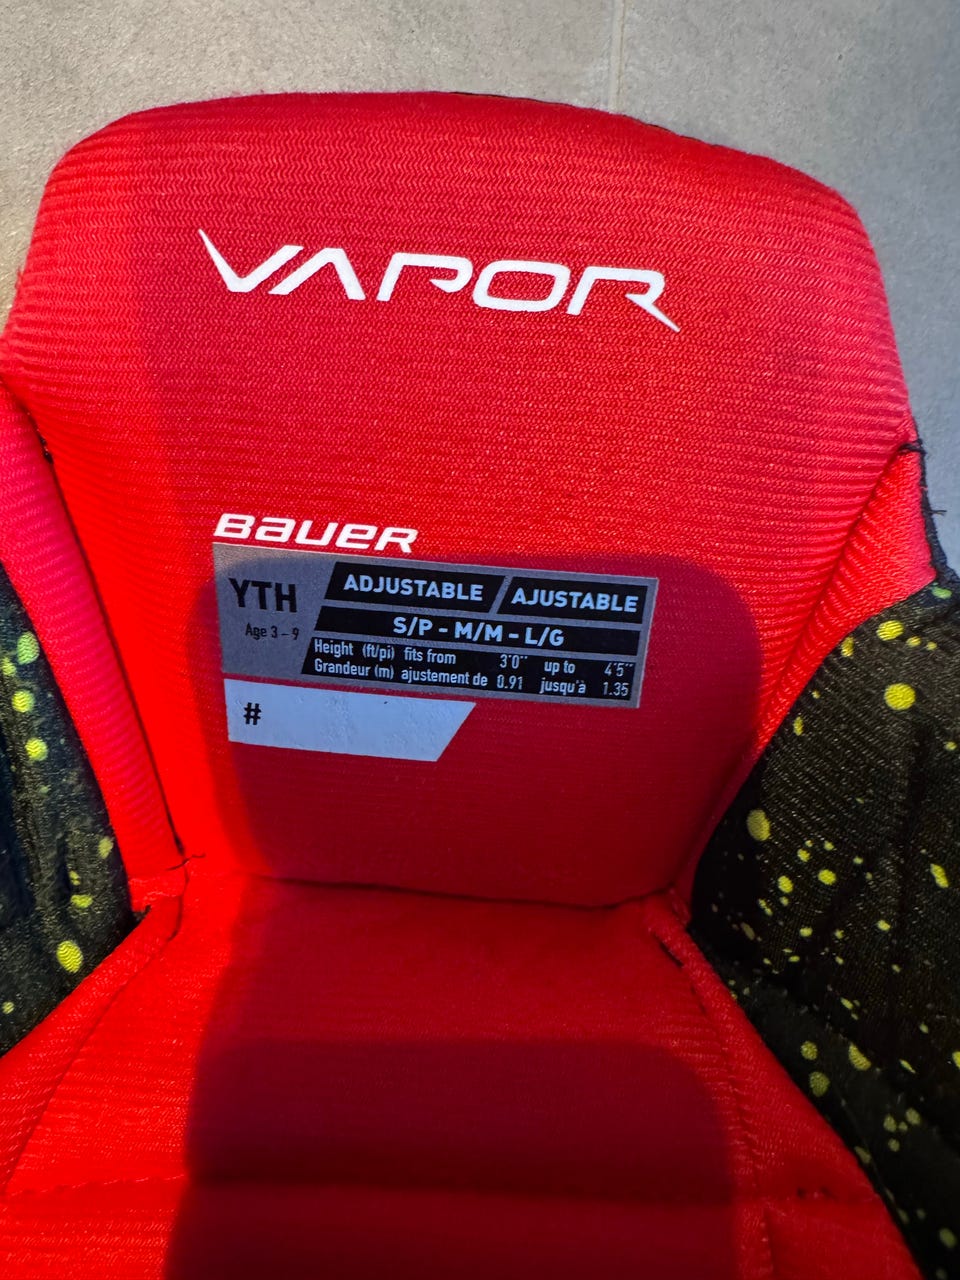 VAPOR
BAUER
YTH
Age 3 - 9
ADJUSTABLE / AJUSTABLE
S/P - M/M - L/G
Height (ft/pi) fits from 3'0'' up to 4'5''
Grandeur (m) ajustement de 0.91 jusqu'à 1.35
#